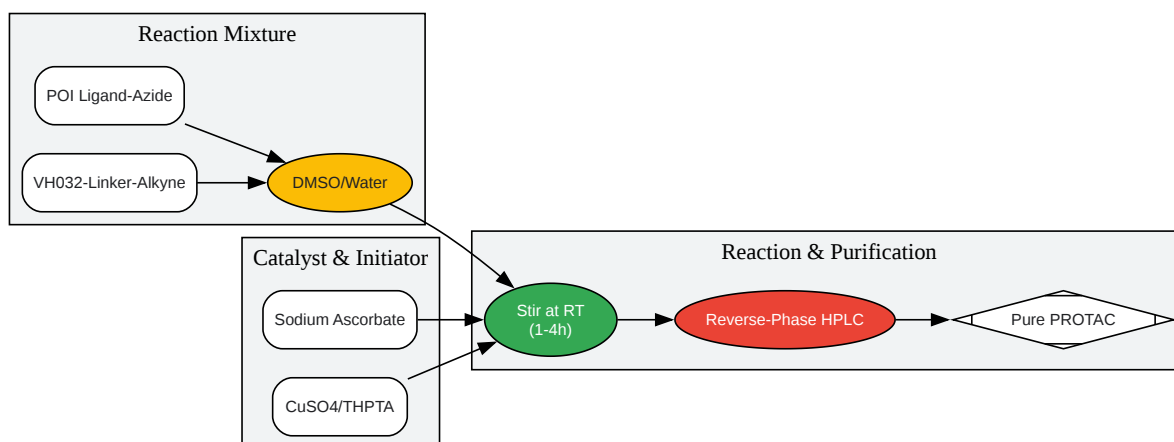 Reaction Mixture
POI Ligand-Azide
VH032-Linker-Alkyne
DMSO/Water
Catalyst & Initiator
Sodium Ascorbate
CuSO4/THPTA
Reaction & Purification
Stir at RT
(1-4h)
Reverse-Phase HPLC
Pure PROTAC